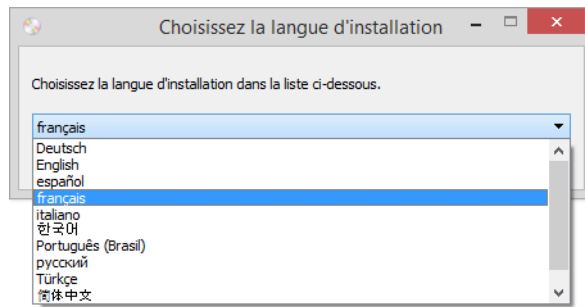 Choisissez la langue d'installation
Choisissez la langue d'installation dans la liste ci-dessous.
français
Deutsch
English
español
français
italiano
한국어
Português (Brasil)
русский
Türkçe
简体中文